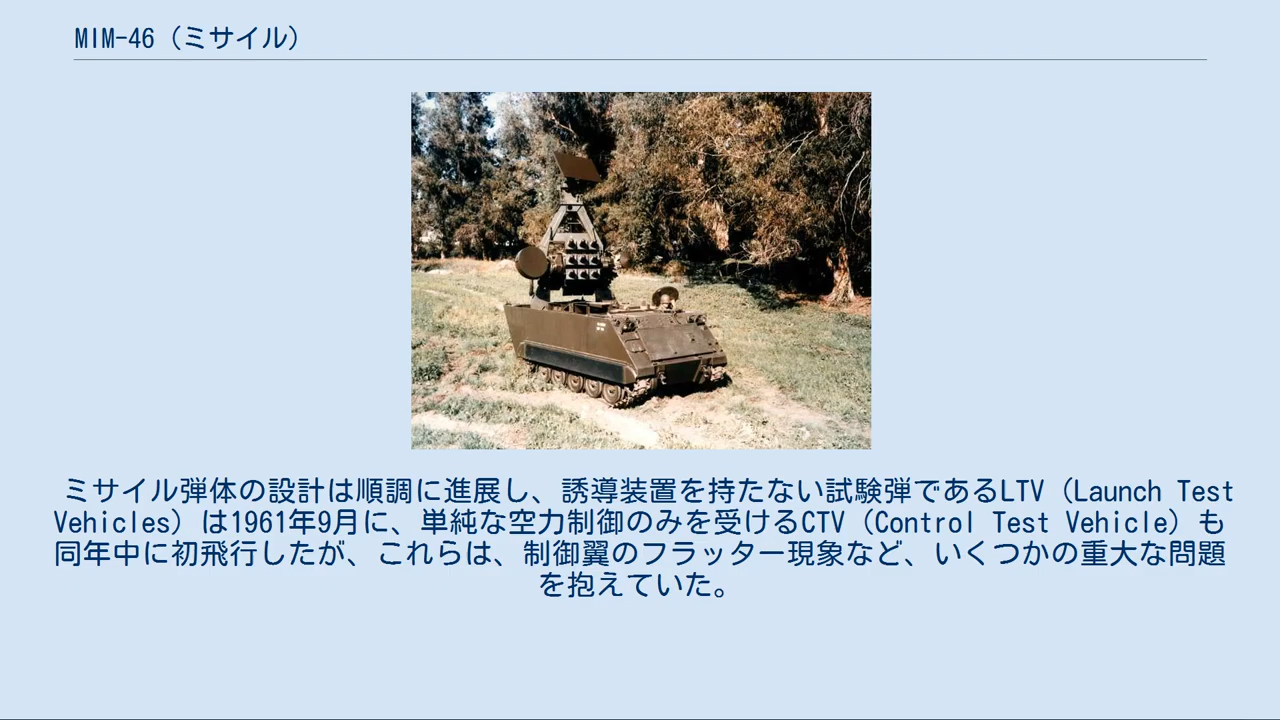 MIM-46（ミサイル）
ミサイル弾体の設計は順調に進展し、誘導装置を持たない試験弾であるLTV（Launch Test
Vehicles）は1961年9月に、単純な空力制御のみを受けるCTV（Control Test Vehicle）も
同年中に初飛行したが、これらは、制御翼のフラッター現象など、いくつかの重大な問題
を抱えていた。